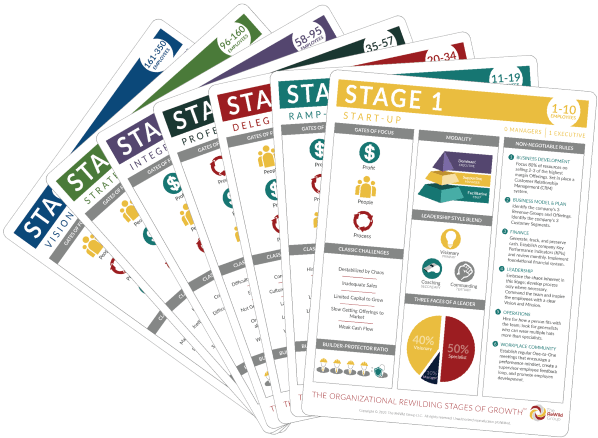 161-350
EMPLOYEES
96-160
EMPLOYEES
58-95
EMPLOYEES
35-57
20-34
11-19
STA
VISION
STA
STRAT
STA
INTEG
STA
PROFE
STA
DELEG
STA
RAMP-
STAGE 1
1-10
EMPLOYEES
START-UP
0 MANAGERS | 1 EXECUTIVE
GATES OF FOCUS
Profit
People
Process
CLASSIC CHALLENGES
Destabilized by Chaos
Inadequate Sales
Limited Capital to Grow
Slow Getting Offerings to
Market
Weak Cash Flow
BUILDER-PROTECTOR RATIO
MODALITY
Dominant
Facilitative
LEADERSHIP STYLE BLEND
Visionary
Coaching
Commanding
THREE FACES OF A LEADER
40%
Visionary
50%
Specialist
10%
NON-NEGOTIABLE RULES
1 BUSINESS DEVELOPMENT
Focus 80% of resources on
selling 2-3 of the highest
margin Offerings. Set in place a
Customer Relationship
Management (CRM)
system.
2 BUSINESS MODEL & PLAN
Identify the company's 3
Revenue Groups and Offerings
Identify the company's 3
Customer Segments.
3 FINANCE
Generate, track, and preserve
cash. Establish company Key
Performance Indicators (KPIs)
and review monthly. Implement
foundational financial system.
4 LEADERSHIP
Embrace the chaos inherent in
this Stage; develop process
only where necessary.
Command the team and inspire
the employees with a clear
Vision and Mission.
5 OPERATIONS
Hire for how a person fits with
the team, look for generalists
who can wear multiple hats
more than specialists.
6 WORKPLACE COMMUNITY
Establish regular One-to-One
meetings that encourage a
performance mindset, create a
supervisor-employee feedback
loop, and promote employee
development.
THE ORGANIZATIONAL REWILDING STAGES OF GROWTH™
The
ReWild
Group